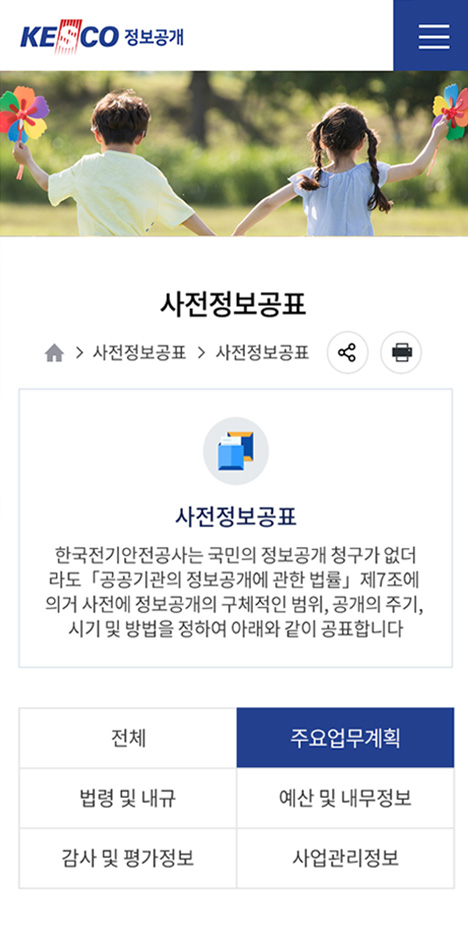 KESCO 정보공개
사전정보공표
사전정보공표 > 사전정보공표
사전정보공표
한국전기안전공사는 국민의 정보공개 청구가 없더
라도「공공기관의 정보공개에 관한 법률」제7조에
의거 사전에 정보공개의 구체적인 범위, 공개의 주기,
시기 및 방법을 정하여 아래와 같이 공표합니다
전체 주요업무계획
법령 및 내규 예산 및 내무정보
감사 및 평가정보 사업관리정보